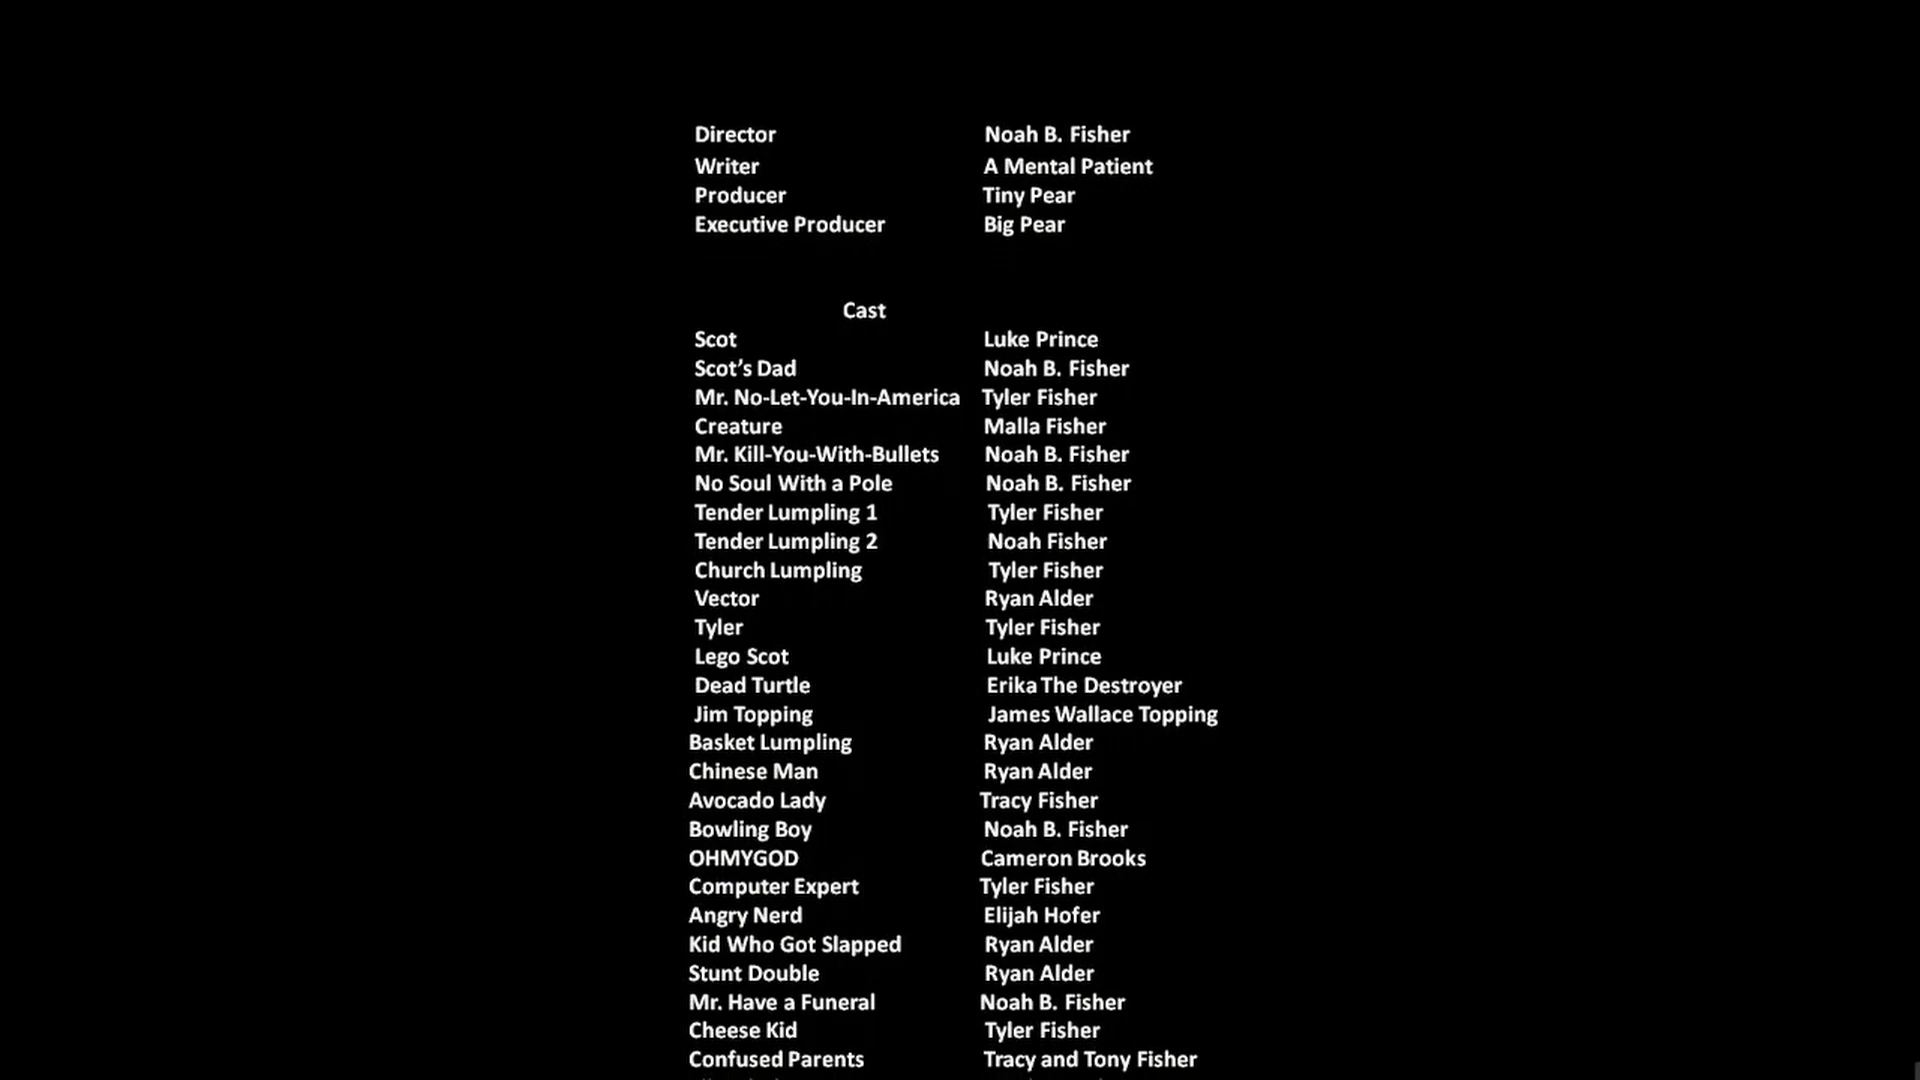 Director Noah B. Fisher
Writer A Mental Patient
Producer Tiny Pear
Executive Producer Big Pear
Cast
Scot Luke Prince
Scot’s Dad Noah B. Fisher
Mr. No-Let-You-In-America Tyler Fisher
Creature Malla Fisher
Mr. Kill-You-With-Bullets Noah B. Fisher
No Soul With a Pole Noah B. Fisher
Tender Lumpling 1 Tyler Fisher
Tender Lumpling 2 Noah Fisher
Church Lumpling Tyler Fisher
Vector Ryan Alder
Tyler Tyler Fisher
Lego Scot Luke Prince
Dead Turtle Erika The Destroyer
Jim Topping James Wallace Topping
Basket Lumpling Ryan Alder
Chinese Man Ryan Alder
Avocado Lady Tracy Fisher
Bowling Boy Noah B. Fisher
OHMYGOD Cameron Brooks
Computer Expert Tyler Fisher
Angry Nerd Elijah Hofer
Kid Who Got Slapped Ryan Alder
Stunt Double Ryan Alder
Mr. Have a Funeral Noah B. Fisher
Cheese Kid Tyler Fisher
Confused Parents Tracy and Tony Fisher